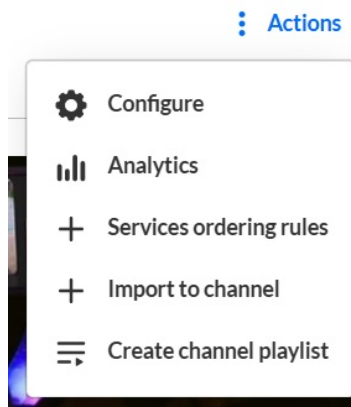 Actions
Configure
Analytics
Services ordering rules
Import to channel
Create channel playlist